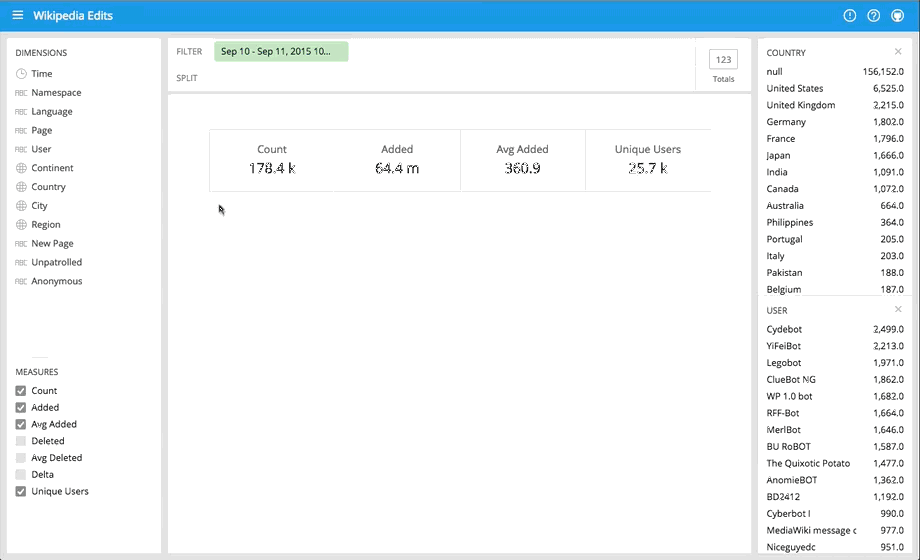 Wikipedia Edits
DIMENSIONS
Time
ABC Namespace
ABC Language
ABC Page
ABC User
Continent
Country
City
Region
ABC New Page
ABC Unpatrolled
ABC Anonymous
MEASURES
Count
Added
Avg Added
Deleted
Avg Deleted
Delta
Unique Users
FILTER Sep 10 - Sep 11, 2015 10...
SPLIT
123
Totals
Count Added Avg Added Unique Users
178.4 k 64.4 m 360.9 25.7 k
COUNTRY
null 156,152.0
United States 6,525.0
United Kingdom 2,215.0
Germany 1,802.0
France 1,796.0
Japan 1,666.0
India 1,091.0
Canada 1,072.0
Australia 664.0
Philippines 364.0
Portugal 205.0
Italy 203.0
Pakistan 188.0
Belgium 187.0
USER
Cydebot 2,499.0
YiFeiBot 2,213.0
Legobot 1,971.0
ClueBot NG 1,862.0
WP 1.0 bot 1,682.0
RFF-Bot 1,664.0
MerlBot 1,646.0
BU RoBOT 1,587.0
The Quixotic Potato 1,477.0
AnomieBOT 1,362.0
BD2412 1,192.0
Cyberbot I 990.0
MediaWiki message c 977.0
Niceguyedc 951.0